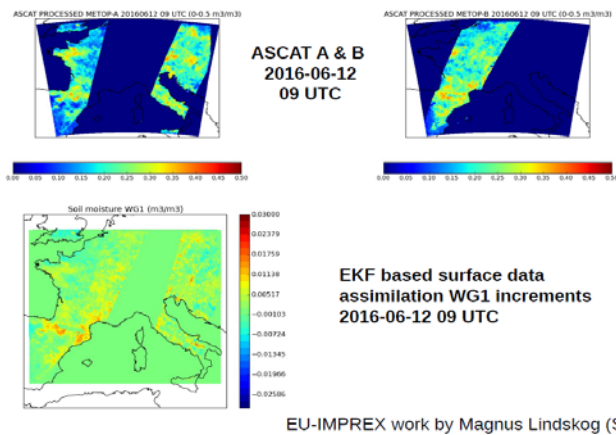 ASCAT PROCESSED METOP-A 20160612 09 UTC (0-0.5 m3/m3)
ASCAT PROCESSED METOP-B 20160612 09 UTC (0-0.5 m3/m3)
ASCAT A & B
2016-06-12
09 UTC
0.00 0.05 0.10 0.15 0.20 0.25 0.30 0.35 0.40 0.45 0.50
0.00 0.05 0.10 0.15 0.20 0.25 0.30 0.35 0.40 0.45 0.50
Soil moisture WG1 (m3/m3)
0.03000
0.02379
0.01759
0.01138
0.00517
-0.00103
-0.00724
-0.01345
-0.01966
-0.02586
EKF based surface data
assimilation WG1 increments
2016-06-12 09 UTC
EU-IMPREX work by Magnus Lindskog (S